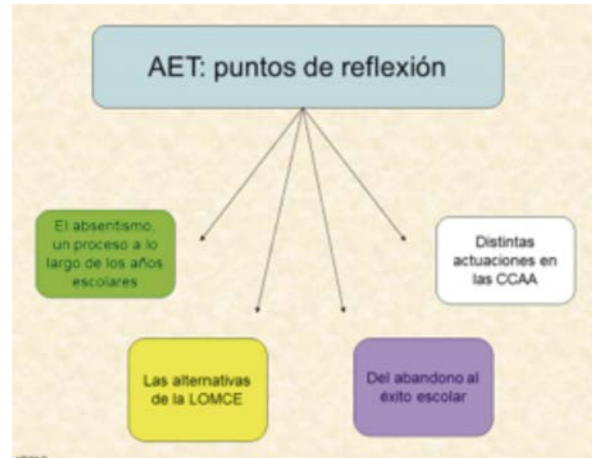 AET: puntos de reflexión
El absentismo,
un proceso a lo
largo de los años
escolares
Distintas
actuaciones en
las CCAA
Las alternativas
de la LOMCE
Del abandono al
éxito escolar